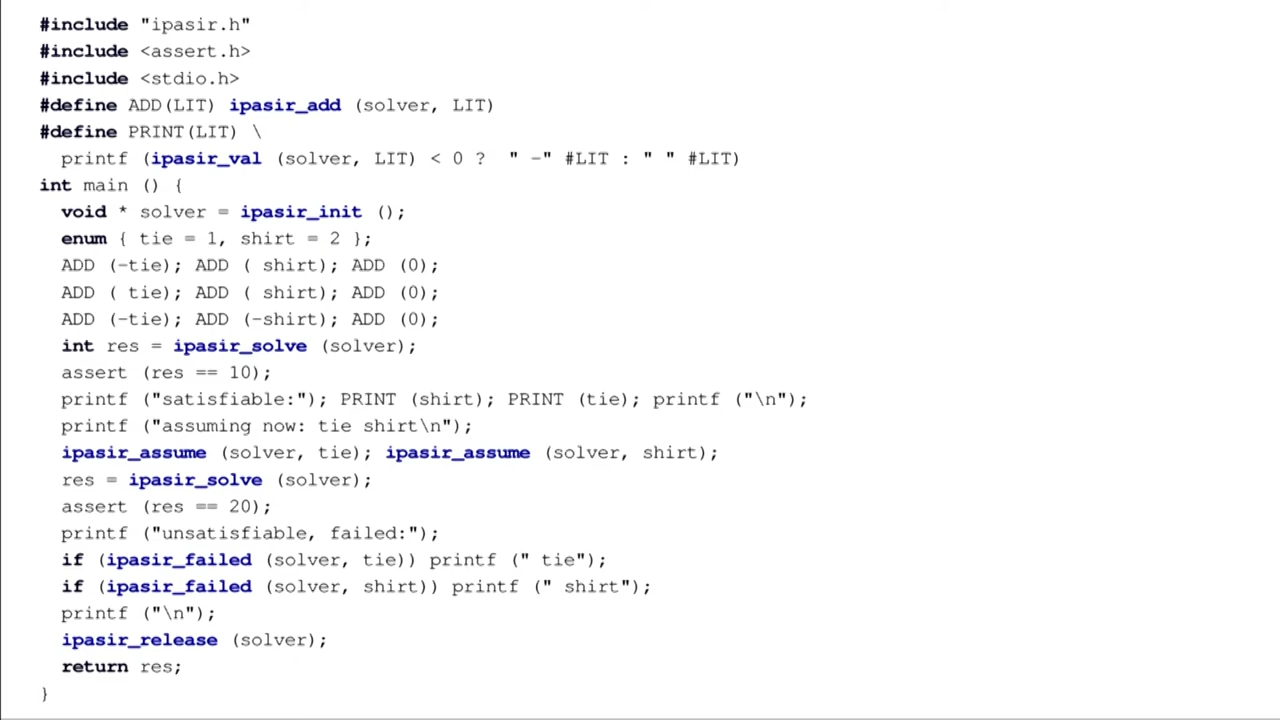 #include "ipasir.h"
#include <assert.h>
#include <stdio.h>
#define ADD(LIT) ipasir_add (solver, LIT)
#define PRINT(LIT) \
printf (ipasir_val (solver, LIT) < 0 ? " -" #LIT : " " #LIT)
int main () {
void * solver = ipasir_init ();
enum { tie = 1, shirt = 2 };
ADD (-tie); ADD ( shirt); ADD (0);
ADD ( tie); ADD ( shirt); ADD (0);
ADD (-tie); ADD (-shirt); ADD (0);
int res = ipasir_solve (solver);
assert (res == 10);
printf ("satisfiable:"); PRINT (shirt); PRINT (tie); printf ("\n");
printf ("assuming now: tie shirt\n");
ipasir_assume (solver, tie); ipasir_assume (solver, shirt);
res = ipasir_solve (solver);
assert (res == 20);
printf ("unsatisfiable, failed:");
if (ipasir_failed (solver, tie)) printf (" tie");
if (ipasir_failed (solver, shirt)) printf (" shirt");
printf ("\n");
ipasir_release (solver);
return res;
}